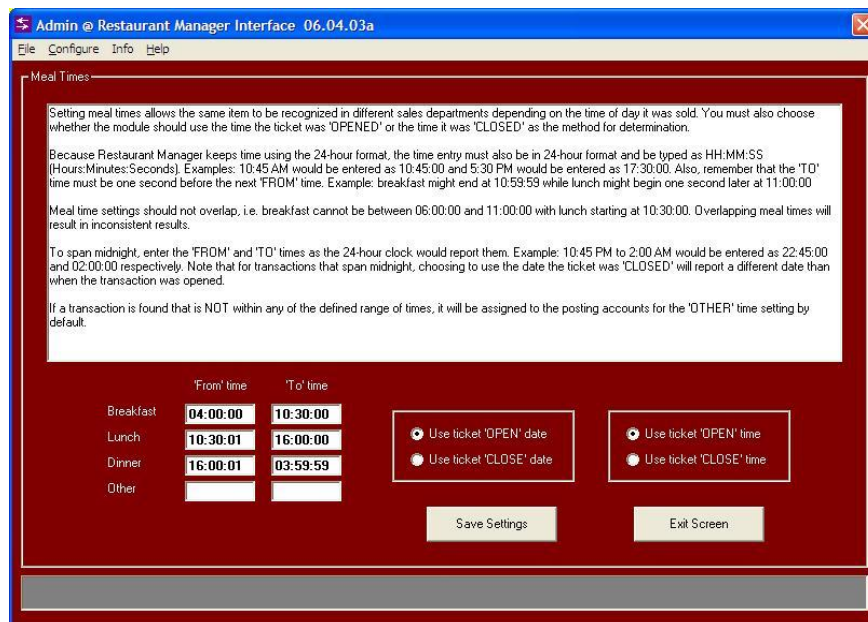 Admin @ Restaurant Manager Interface 06.04.03a
File Configure Info Help
Meal Times
Setting meal times allows the same item to be recognized in different sales departments depending on the time of day it was sold. You must also choose
whether the module should use the time the ticket was 'OPENED' or the time it was 'CLOSED' as the method for determination.
Because Restaurant Manager keeps time using the 24-hour format, the time entry must also be in 24-hour format and be typed as HH:MM:SS
(Hours:Minutes:Seconds). Examples: 10:45 AM would be entered as 10:45:00 and 5:30 PM would be entered as 17:30:00. Also, remember that the 'TO'
time must be one second before the next 'FROM' time. Example: breakfast might end at 10:59:59 while lunch might begin one second later at 11:00:00
Meal time settings should not overlap, i.e. breakfast cannot be between 06:00:00 and 11:00:00 with lunch starting at 10:30:00. Overlapping meal times will
result in inconsistent results.
To span midnight, enter the 'FROM' and 'TO' times as the 24-hour clock would report them. Example: 10:45 PM to 2:00 AM would be entered as 22:45:00
and 02:00:00 respectively. Note that for transactions that span midnight, choosing to use the date the ticket was 'CLOSED' will report a different date than
when the transaction was opened.
If a transaction is found that is NOT within any of the defined range of times, it will be assigned to the posting accounts for the 'OTHER' time setting by
default.
'From' time 'To' time
Breakfast 04:00:00 10:30:00
Lunch 10:30:01 16:00:00
Dinner 16:00:01 03:59:59
Other
Use ticket 'OPEN' date
Use ticket 'CLOSE' date
Use ticket 'OPEN' time
Use ticket 'CLOSE' time
Save Settings
Exit Screen